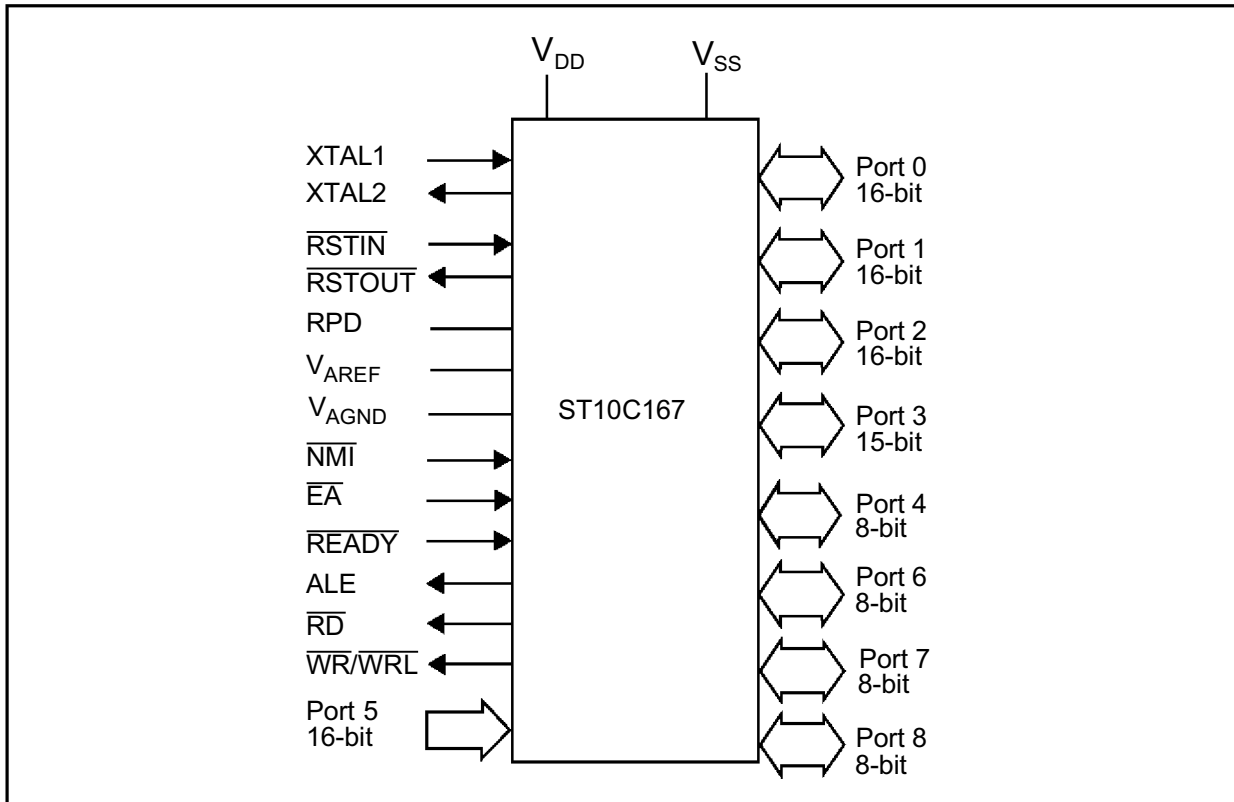 VDD
VSS
XTAL1
XTAL2
RSTIN
RSTOUT
RPD
VAREF
VAGND
NMI
EA
READY
ALE
RD
WR/WRL
Port 5
16-bit
ST10C167
Port 0
16-bit
Port 1
16-bit
Port 2
16-bit
Port 3
15-bit
Port 4
8-bit
Port 6
8-bit
Port 7
8-bit
Port 8
8-bit